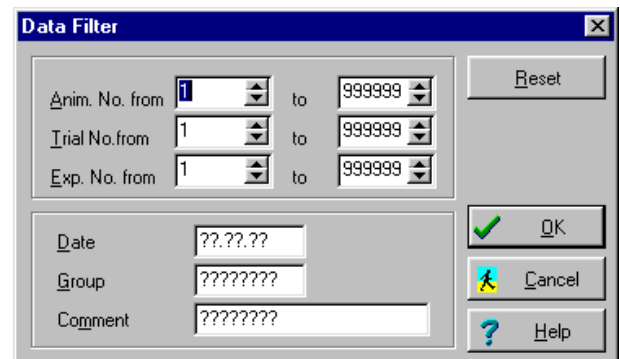 Data Filter
Anim. No. from 1 to 999999
Trial No.from 1 to 999999
Exp. No. from 1 to 999999
Date ??.??.??
Group ????????
Comment ????????
Reset
OK
Cancel
? Help